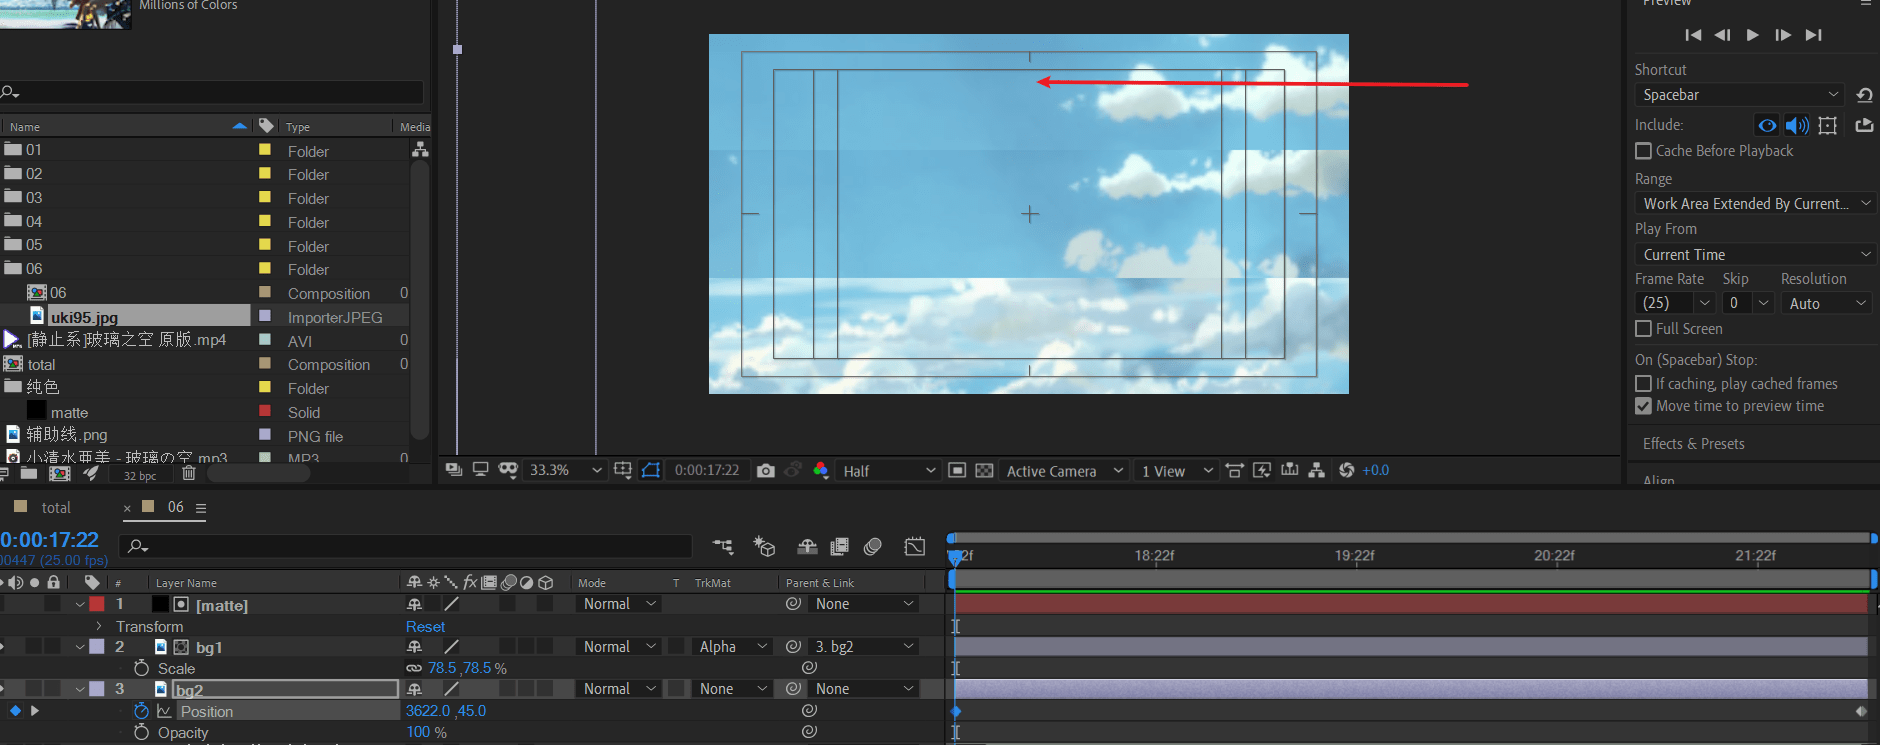 Millions of Colors
Preview
Shortcut
Spacebar
Include:
Cache Before Playback
Range
Work Area Extended By Current...
Play From
Current Time
Frame Rate Skip Resolution
(25) 0 Auto
Full Screen
On (Spacebar) Stop:
If caching, play cached frames
Move time to preview time
Effects & Presets
Align
Name Type Media
01 Folder
02 Folder
03 Folder
04 Folder
05 Folder
06 Folder
06 Composition 0
uki95.jpg ImporterJPEG
[静止系]玻璃之空 原版.mp4 AVI 0
total Composition 0
纯色 Folder
matte Solid
辅助线.png PNG file
小清水亜美 - 玻璃の空.mp3 MP3 0
32 bpc
33.3% 0:00:17:22 Half Active Camera 1 View +0.0
total × 06
0:00:17:22
00447 (25.00 fps)
22f 18:22f 19:22f 20:22f 21:22f
# Layer Name fx Mode T TrkMat Parent & Link
1 [matte] Normal None
Transform Reset
2 bg1 Normal Alpha 3. bg2
Scale 78.5,78.5 %
3 bg2 Normal None None
Position 3622.0,45.0
Opacity 100 %